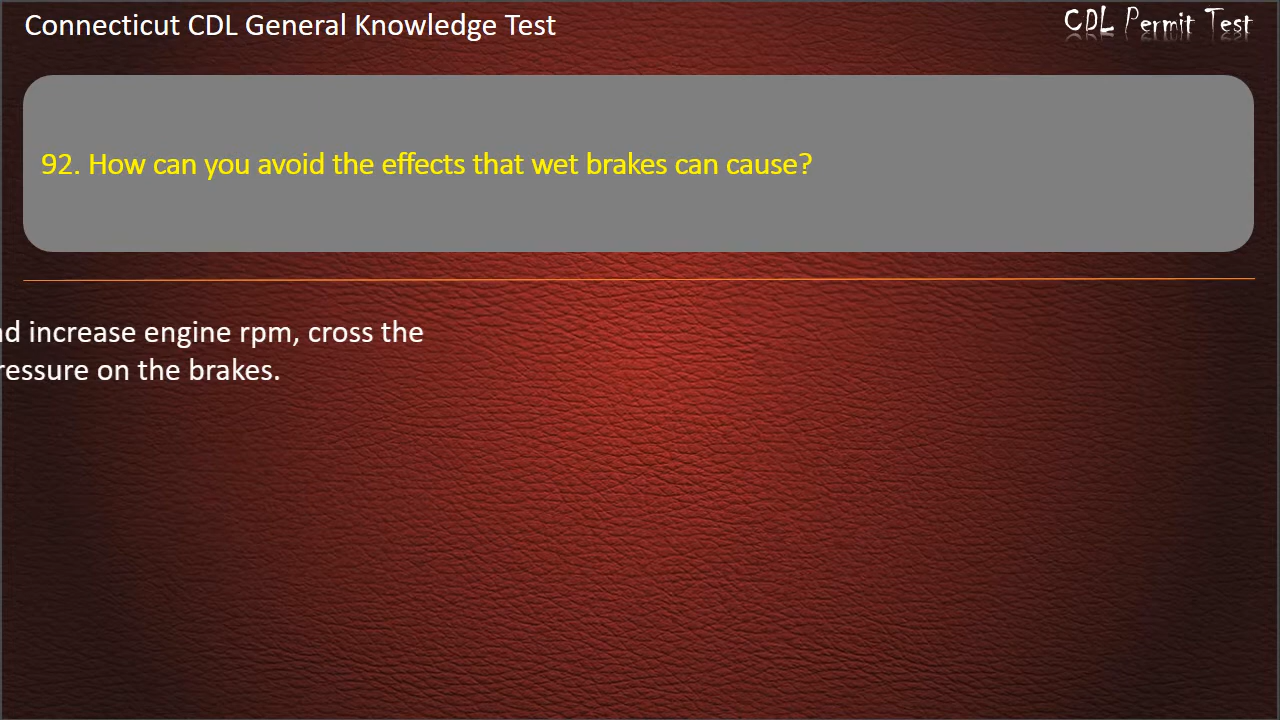 Connecticut CDL General Knowledge Test
CDL Permit Test
92. How can you avoid the effects that wet brakes can cause?
increase engine rpm, cross the
on the brakes.